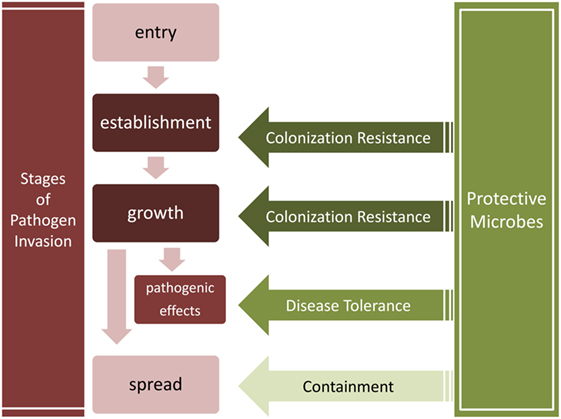 Stages
of
Pathogen
Invasion
entry
establishment
growth
pathogenic
effects
spread
Colonization Resistance
Colonization Resistance
Disease Tolerance
Containment
Protective
Microbes